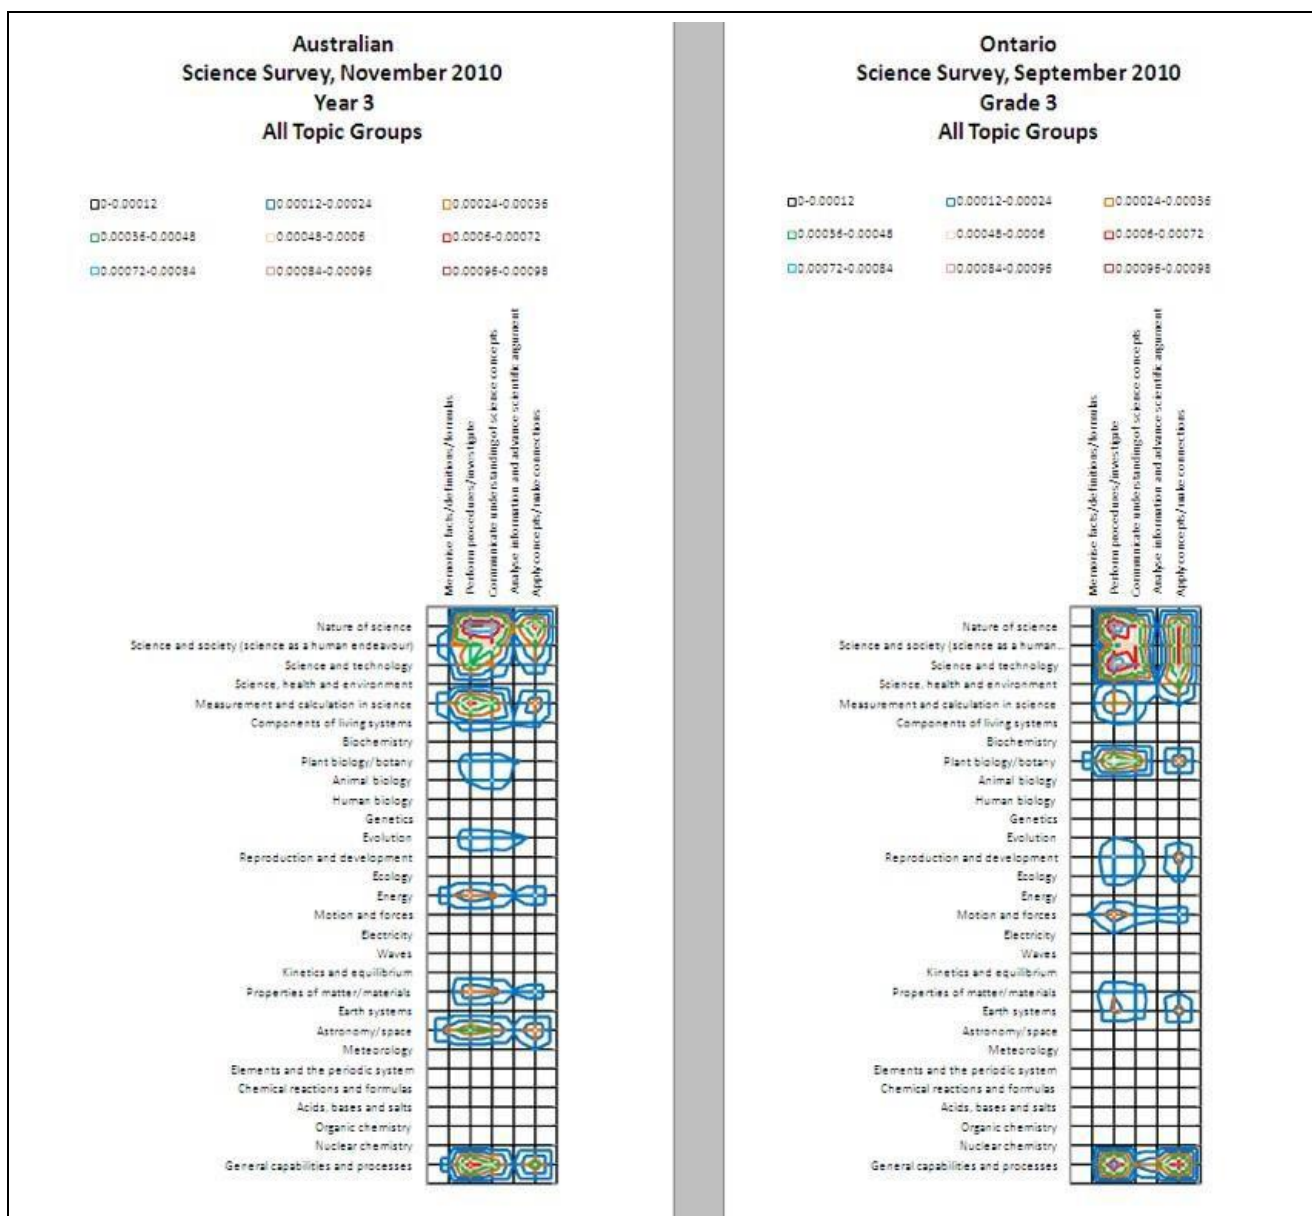 Australian
Science Survey, November 2010
Year 3
All Topic Groups
0-0.00012
0.00012-0.00024
0.00024-0.00036
0.00036-0.00048
0.00048-0.0006
0.0006-0.00072
0.00072-0.00084
0.00084-0.00096
0.00096-0.00098
Memorise facts/definitions/formulas
Perform procedures/investigate
Communicate understanding of science concepts
Analyse information and advance scientific argument
Apply concepts/make connections
Nature of science
Science and society (science as a human endeavour)
Science and technology
Science, health and environment
Measurement and calculation in science
Components of living systems
Biochemistry
Plant biology/botany
Animal biology
Human biology
Genetics
Evolution
Reproduction and development
Ecology
Energy
Motion and forces
Electricity
Waves
Kinetics and equilibrium
Properties of matter/materials
Earth systems
Astronomy/space
Meteorology
Elements and the periodic system
Chemical reactions and formulas
Acids, bases and salts
Organic chemistry
Nuclear chemistry
General capabilities and processes
Ontario
Science Survey, September 2010
Grade 3
All Topic Groups
0-0.00012
0.00012-0.00024
0.00024-0.00036
0.00036-0.00048
0.00048-0.0006
0.0006-0.00072
0.00072-0.00084
0.00084-0.00096
0.00096-0.00098
Memorise facts/definitions/formulas
Perform procedures/investigate
Communicate understanding of science concepts
Analyse information and advance scientific argument
Apply concepts/make connections
Nature of science
Science and society (science as a human...
Science and technology
Science, health and environment
Measurement and calculation in science
Components of living systems
Biochemistry
Plant biology/botany
Animal biology
Human biology
Genetics
Evolution
Reproduction and development
Ecology
Energy
Motion and forces
Electricity
Waves
Kinetics and equilibrium
Properties of matter/materials
Earth systems
Astronomy/space
Meteorology
Elements and the periodic system
Chemical reactions and formulas
Acids, bases and salts
Organic chemistry
Nuclear chemistry
General capabilities and processes